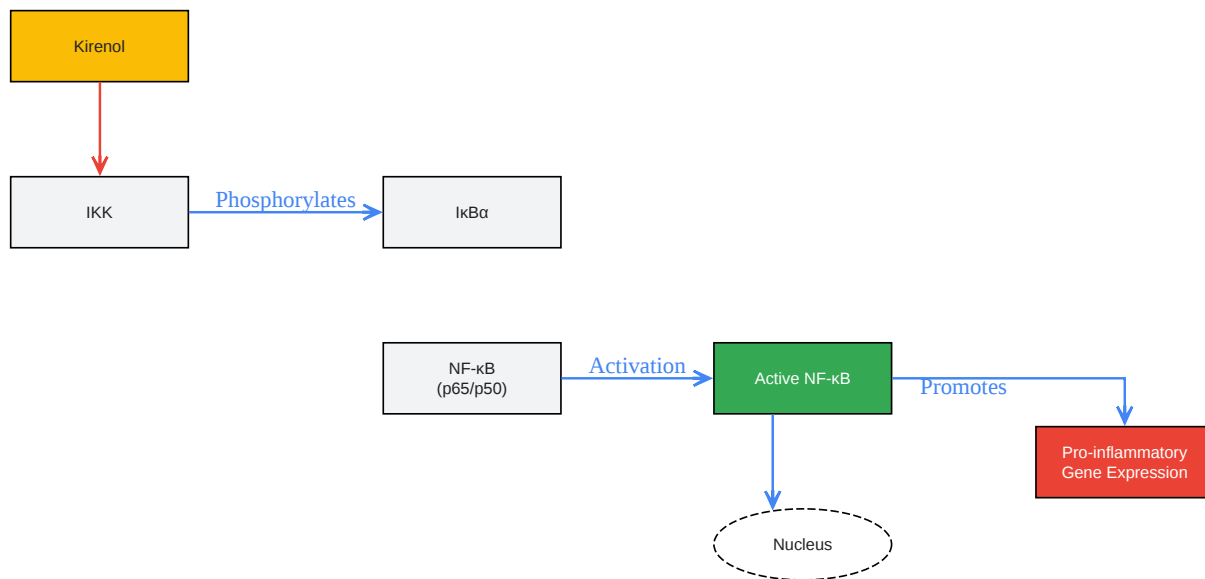 Kirenol
IKK
Phosphorylates
IκBα
NF-κB
(p65/p50)
Activation
Active NF-κB
Promotes
Pro-inflammatory
Gene Expression
Nucleus